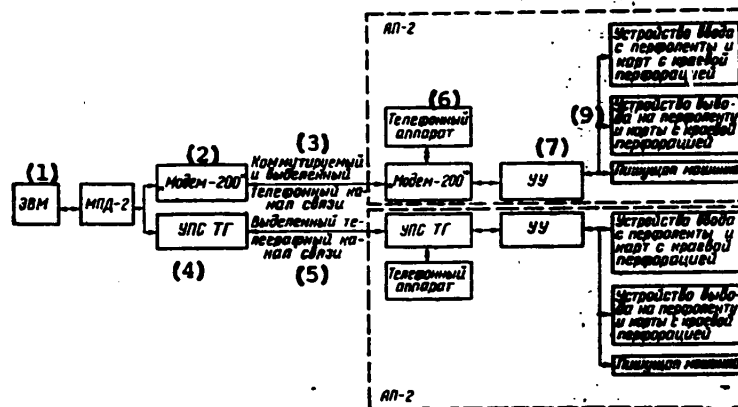 АП-2
Устройство ввода
с перфоленты и
карт с краевой
перфорацией
(6)
Телефонный
аппарат
(9)
Устройство выво-
да на перфоленту
и карты с краевой
перфорацией
(3)
Коммутируемый
и выделенный
Телефонный ка-
нал связи
(2)
„Модем-200"
„Модем-200"
(7)
УУ
Пишущая машинка
(1)
ЭВМ
МПД-2
УПС ТГ
(4)
Выделенный те-
леграфный ка-
нал связи
(5)
УПС ТГ
УУ
Телефонный
аппарат
Устройство ввода
с перфоленты и
карт с краевой
перфорацией
Устройство выво-
да на перфоленту
и карты с краевой
перфорацией
Пишущая машинка
АП-2